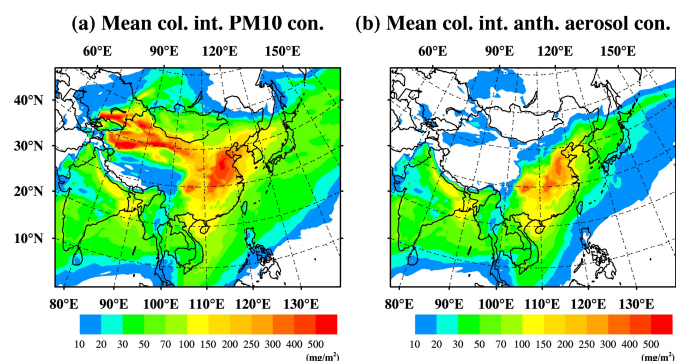 (a) Mean col. int. PM10 con. (b) Mean col. int. anth. aerosol con.
60°E 90°E 120°E 150°E 60°E 90°E 120°E 150°E
40°N
30°N
20°N
10°N
80°E 90°E 100°E 110°E 120°E 130°E 80°E 90°E 100°E 110°E 120°E 130°E
10 20 30 50 70 100 150 200 250 300 400 500 10 20 30 50 70 100 150 200 250 300 400 500
(mg/m²) (mg/m²)